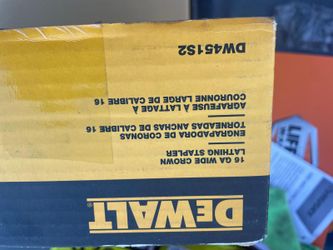 DEWALT
16 GA WIDE CROWN
LATHING STAPLER
ENGRAPADORA DE CORONAS
TORNEADAS ANCHAS DE CALIBRE 16
AGRAFEUSE À LATTAGE À
COURONNE LARGE DE CALIBRE 16
DW451S2